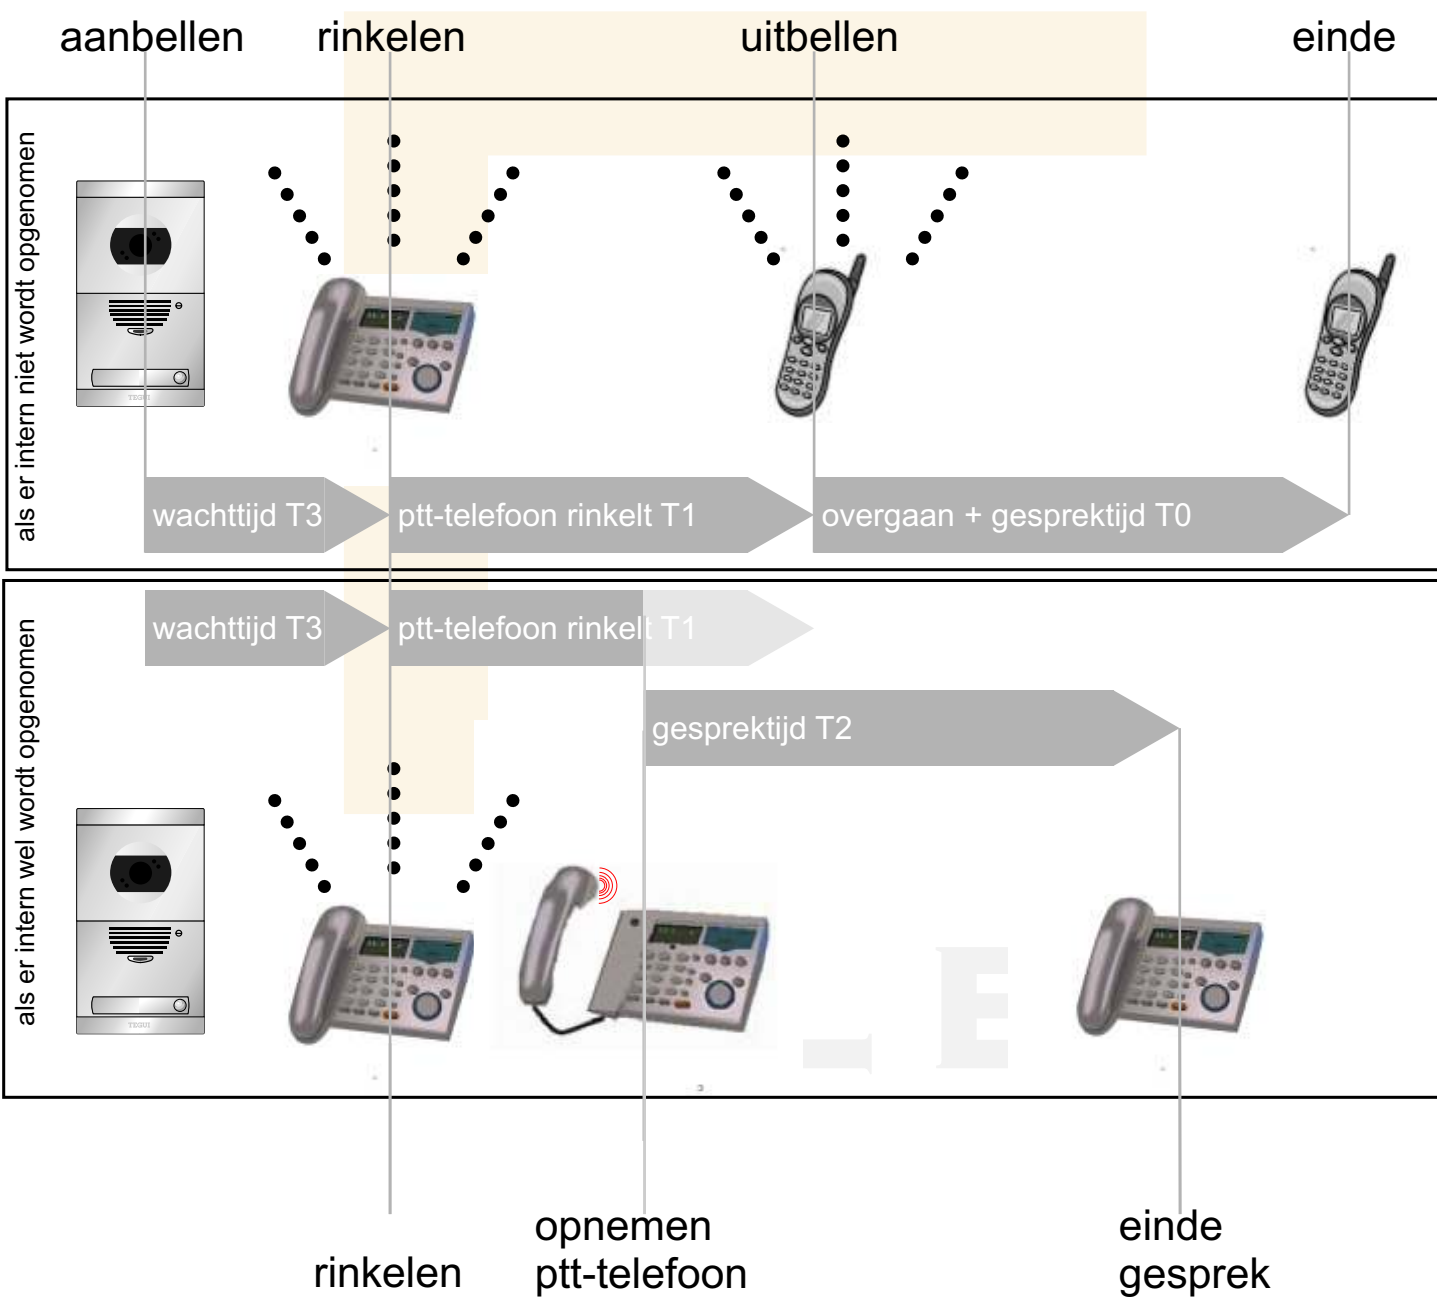 aanbellen rinkelen uitbellen einde
als er intern niet wordt opgenomen
TEGUI
wachttijd T3 ptt-telefoon rinkelt T1 overgaan + gesprektijd T0
als er intern wel wordt opgenomen
wachttijd T3 ptt-telefoon rinkelt T1
gesprektijd T2
TEGUI
rinkelen
opnemen
ptt-telefoon
einde
gesprek